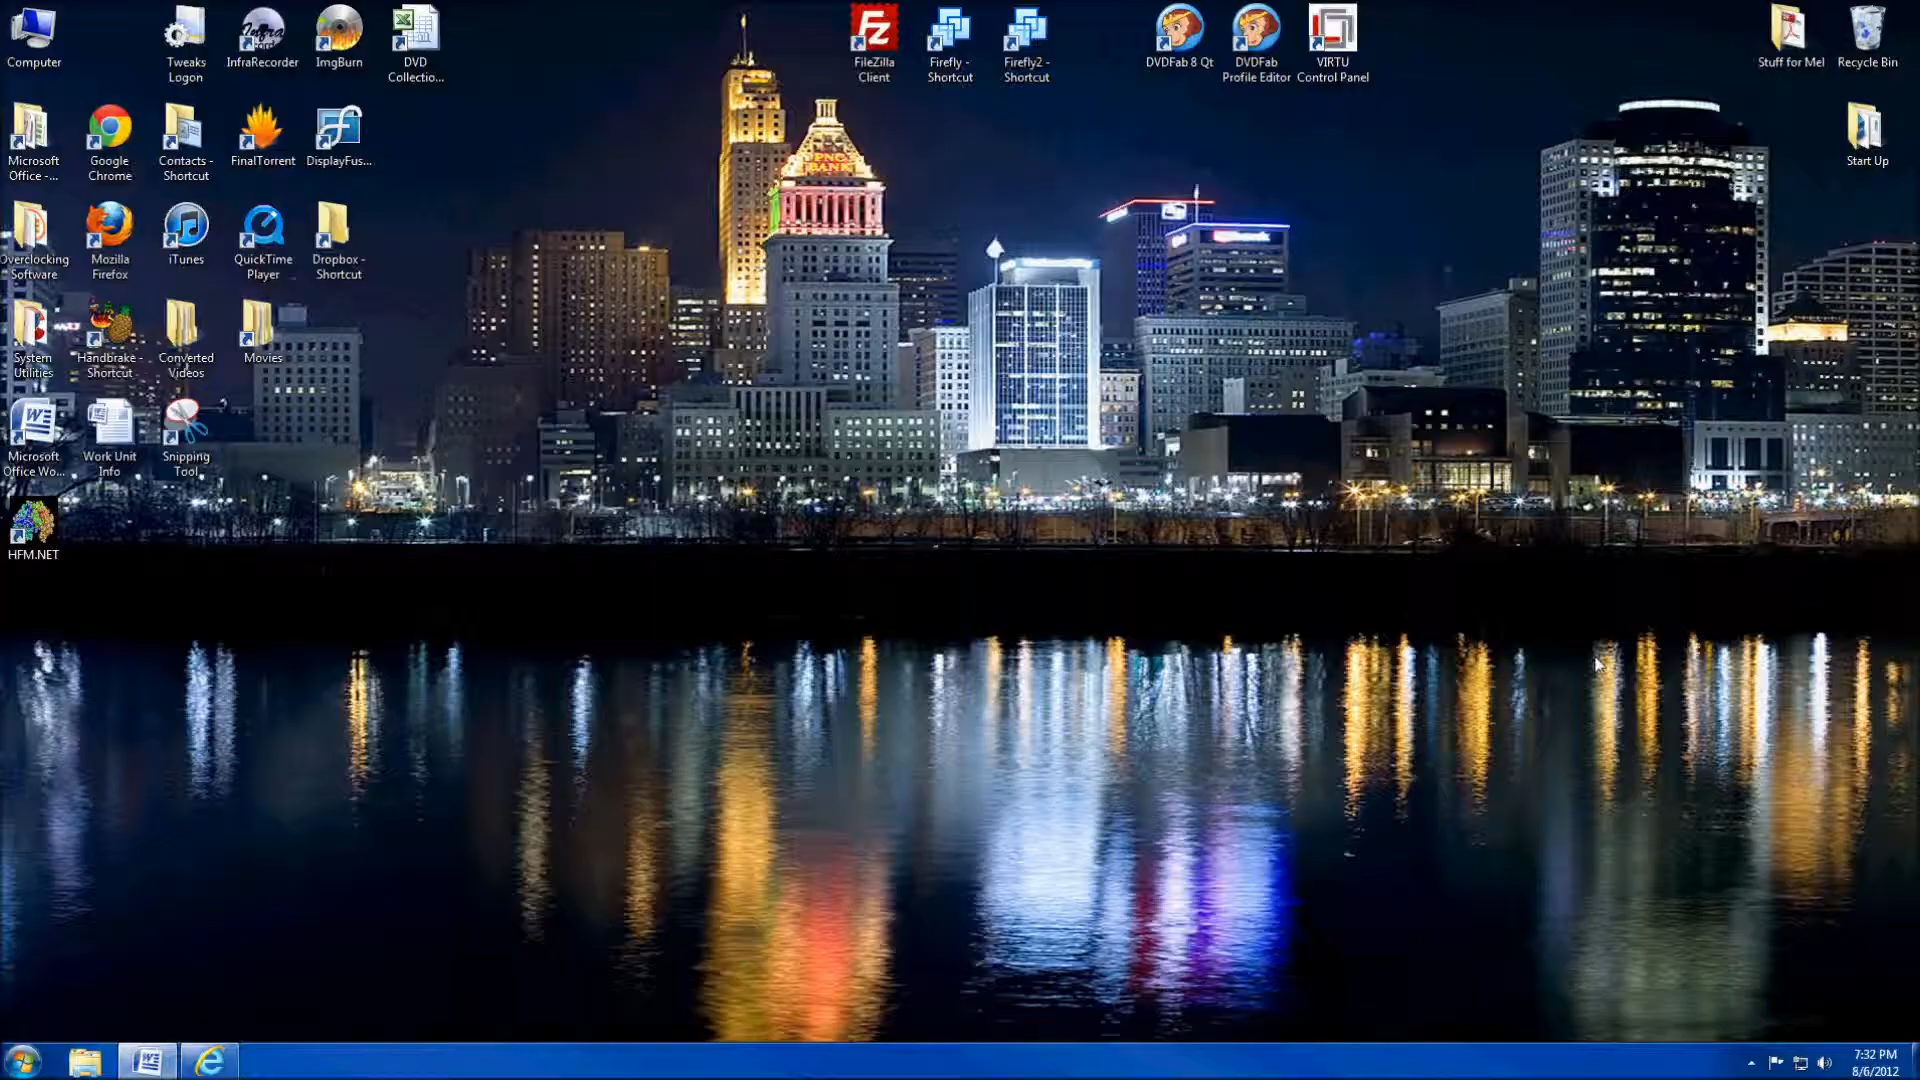 Computer
Tweaks
Logon
InfraRecorder
ImgBurn
DVD
Collectio...
FileZilla
Client
Firefly -
Shortcut
Firefly2 -
Shortcut
DVDFab 8 Qt
DVDFab
Profile Editor
VIRTU
Control Panel
Stuff for Me!
Recycle Bin
Microsoft
Office -...
Google
Chrome
Contacts -
Shortcut
FinalTorrent
DisplayFus...
Start Up
PNC
BANK
Overclocking
Software
Mozilla
Firefox
iTunes
QuickTime
Player
Dropbox -
Shortcut
System
Utilities
Handbrake -
Shortcut
Converted
Videos
Movies
Microsoft
Office Wo...
Work Unit
Info
Snipping
Tool
HFM.NET
7:32 PM
8/6/2012